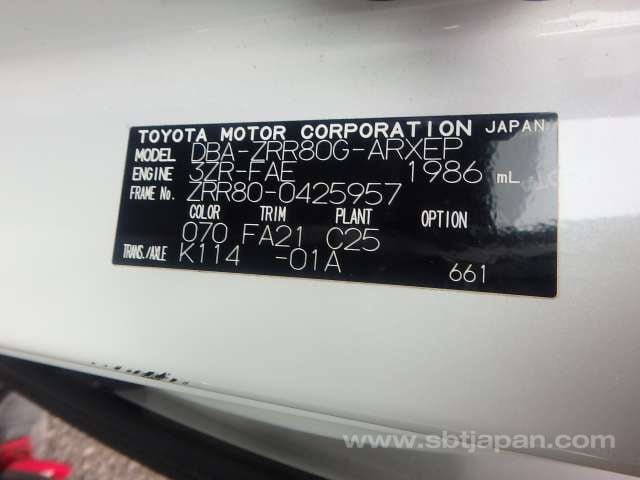 TOYOTA MOTOR CORPORATION JAPAN
MODEL DBA-ZRR80G-ARXEP
ENGINE 3ZR-FAE 1986 mL
FRAME No. ZRR80-0425957
COLOR TRIM PLANT OPTION
070 FA21 C25
TRANS./AXLE K114 -01A
661
www.sbtjapan.com/